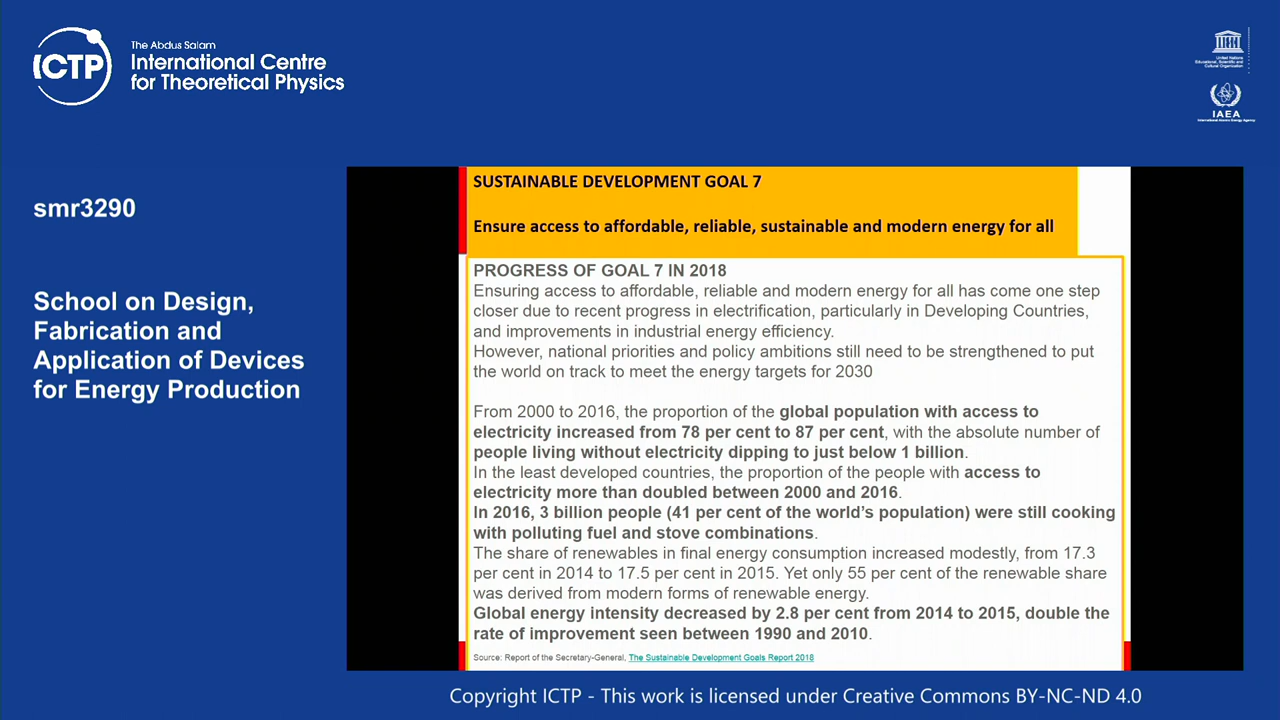 The Abdus Salam
ICTP
International Centre
for Theoretical Physics
United Nations
Educational, Scientific and
Cultural Organization
IAEA
International Atomic Energy Agency
smr3290
School on Design,
Fabrication and
Application of Devices
for Energy Production
SUSTAINABLE DEVELOPMENT GOAL 7
Ensure access to affordable, reliable, sustainable and modern energy for all
PROGRESS OF GOAL 7 IN 2018
Ensuring access to affordable, reliable and modern energy for all has come one step
closer due to recent progress in electrification, particularly in Developing Countries,
and improvements in industrial energy efficiency.
However, national priorities and policy ambitions still need to be strengthened to put
the world on track to meet the energy targets for 2030
From 2000 to 2016, the proportion of the global population with access to
electricity increased from 78 per cent to 87 per cent, with the absolute number of
people living without electricity dipping to just below 1 billion.
In the least developed countries, the proportion of the people with access to
electricity more than doubled between 2000 and 2016.
In 2016, 3 billion people (41 per cent of the world's population) were still cooking
with polluting fuel and stove combinations.
The share of renewables in final energy consumption increased modestly, from 17.3
per cent in 2014 to 17.5 per cent in 2015. Yet only 55 per cent of the renewable share
was derived from modern forms of renewable energy.
Global energy intensity decreased by 2.8 per cent from 2014 to 2015, double the
rate of improvement seen between 1990 and 2010.
Source: Report of the Secretary-General, The Sustainable Development Goals Report 2018
Copyright ICTP - This work is licensed under Creative Commons BY-NC-ND 4.0